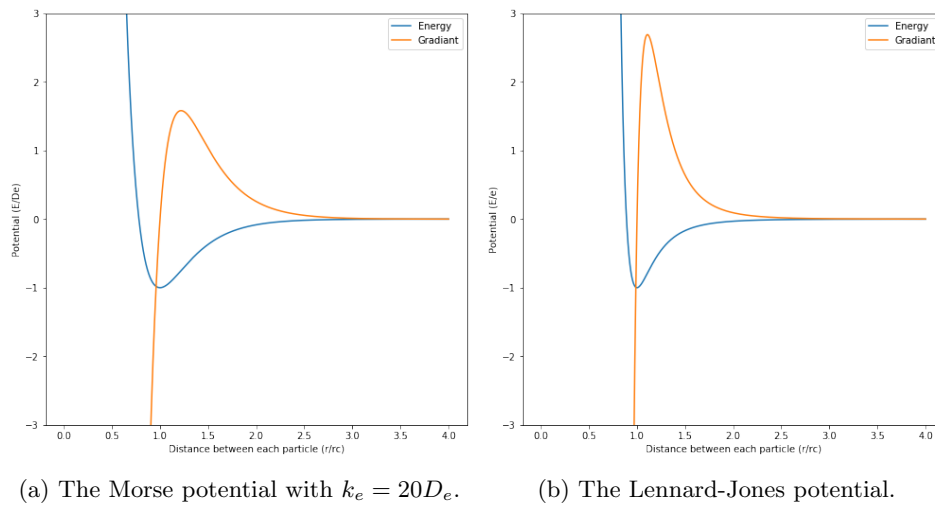 3
2
1
0
−1
−2
−3
Potential (E/De)
Energy
Gradiant
0.0 0.5 1.0 1.5 2.0 2.5 3.0 3.5 4.0
Distance between each particle (r/rc)
(a) The Morse potential with k_e = 20D_e.
3
2
1
0
−1
−2
−3
Potential (E/e)
Energy
Gradiant
0.0 0.5 1.0 1.5 2.0 2.5 3.0 3.5 4.0
Distance between each particle (r/rc)
(b) The Lennard-Jones potential.